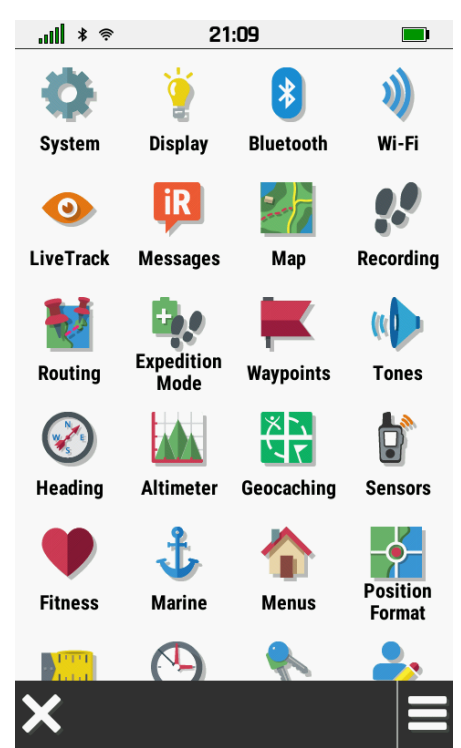 21:09
System Display Bluetooth Wi-Fi
iR
LiveTrack Messages Map Recording
Routing Expedition Mode Waypoints Tones
N
W E
S
Heading Altimeter Geocaching Sensors
Fitness Marine Menus Position Format